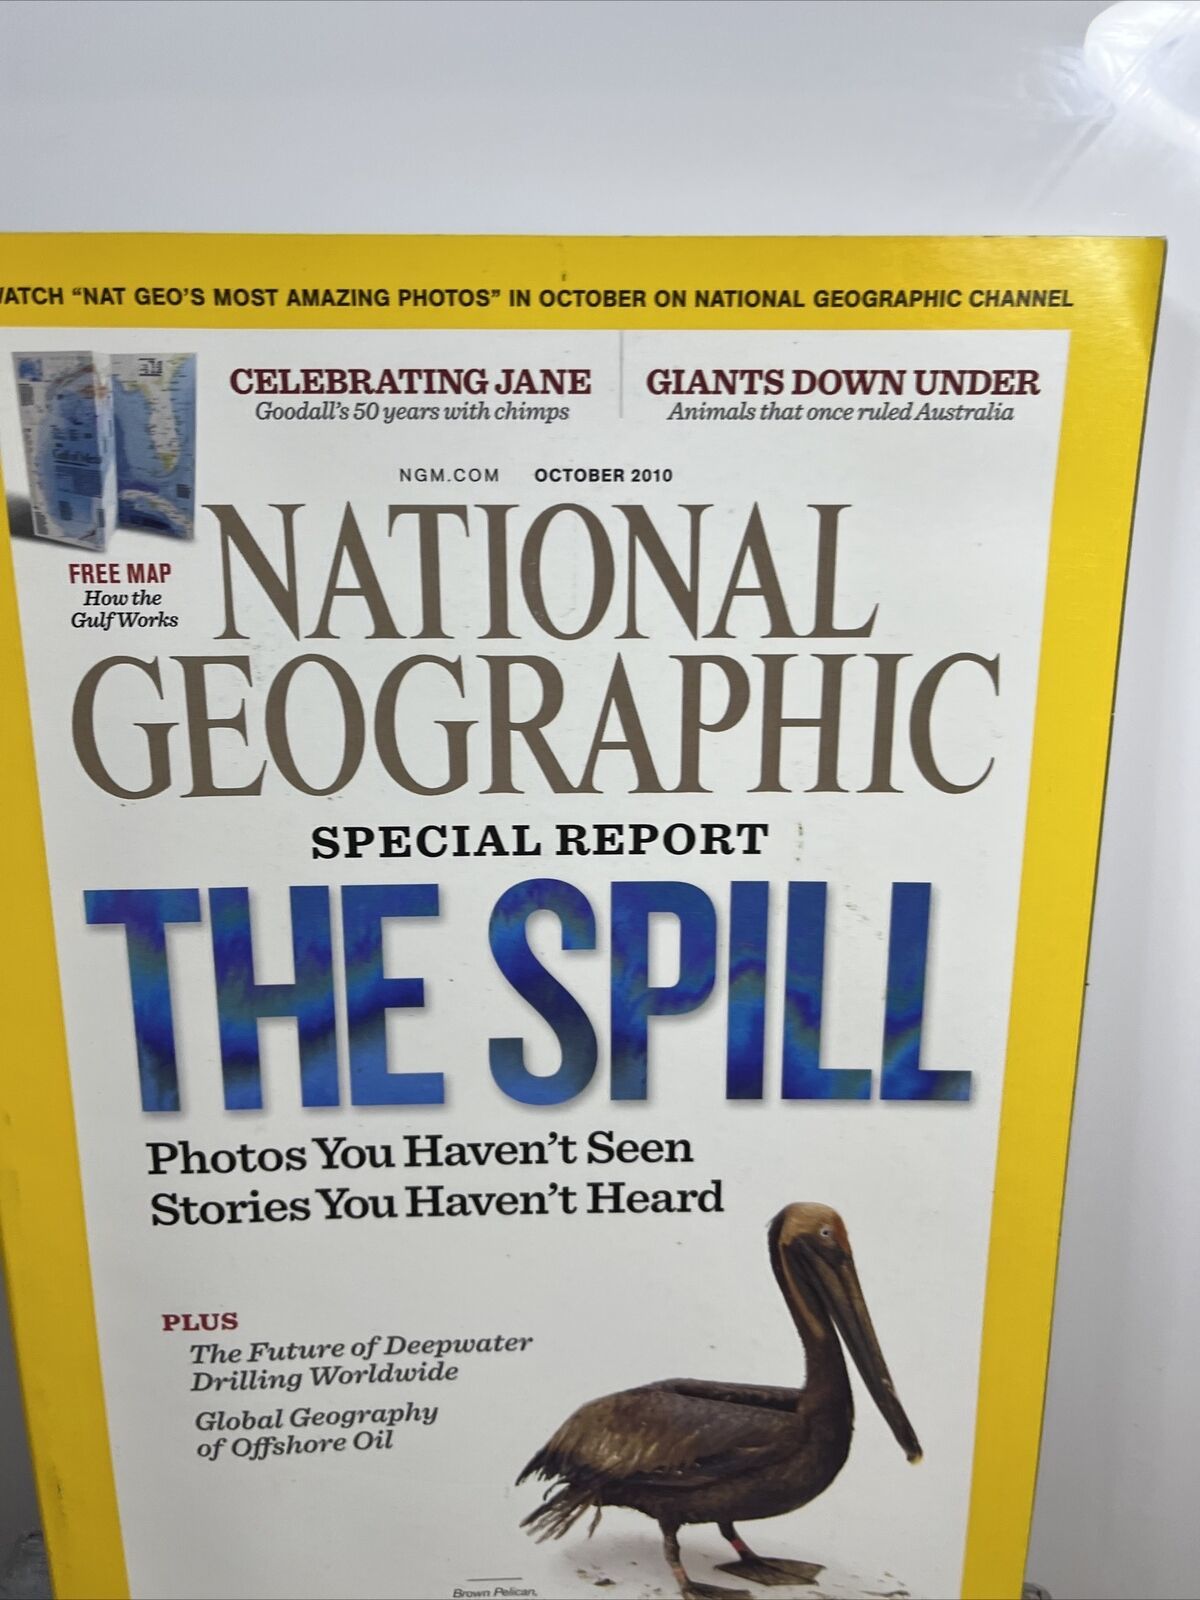 WATCH “NAT GEO’S MOST AMAZING PHOTOS” IN OCTOBER ON NATIONAL GEOGRAPHIC CHANNEL
CELEBRATING JANE
Goodall’s 50 years with chimps
GIANTS DOWN UNDER
Animals that once ruled Australia
NGM.COM OCTOBER 2010
FREE MAP
How the
Gulf Works
NATIONAL
GEOGRAPHIC
SPECIAL REPORT
THE SPILL
Photos You Haven’t Seen
Stories You Haven’t Heard
PLUS
The Future of Deepwater
Drilling Worldwide
Global Geography
of Offshore Oil
Brown Pelican,